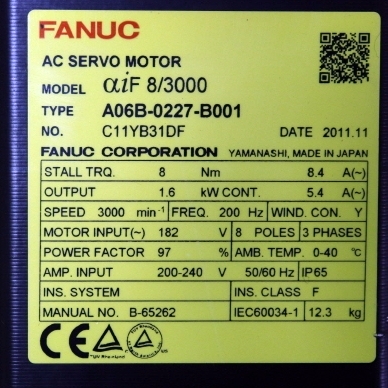 FANUC
AC SERVO MOTOR
MODEL αiF 8/3000
TYPE A06B-0227-B001
NO. C11YB31DF DATE 2011.11
FANUC CORPORATION YAMANASHI, MADE IN JAPAN
STALL TRQ. 8 Nm 8.4 A(~)
OUTPUT 1.6 kW CONT. 5.4 A(~)
SPEED 3000 min⁻¹ FREQ. 200 Hz WIND. CON. Y
MOTOR INPUT(~) 182 V 8 POLES 3 PHASES
POWER FACTOR 97 % AMB. TEMP. 0-40 ℃
AMP. INPUT 200-240 V 50/60 Hz IP65
INS. SYSTEM INS. CLASS F
MANUAL NO. B-65262 IEC60034-1 12.3 kg
CE
TUV Rheinland